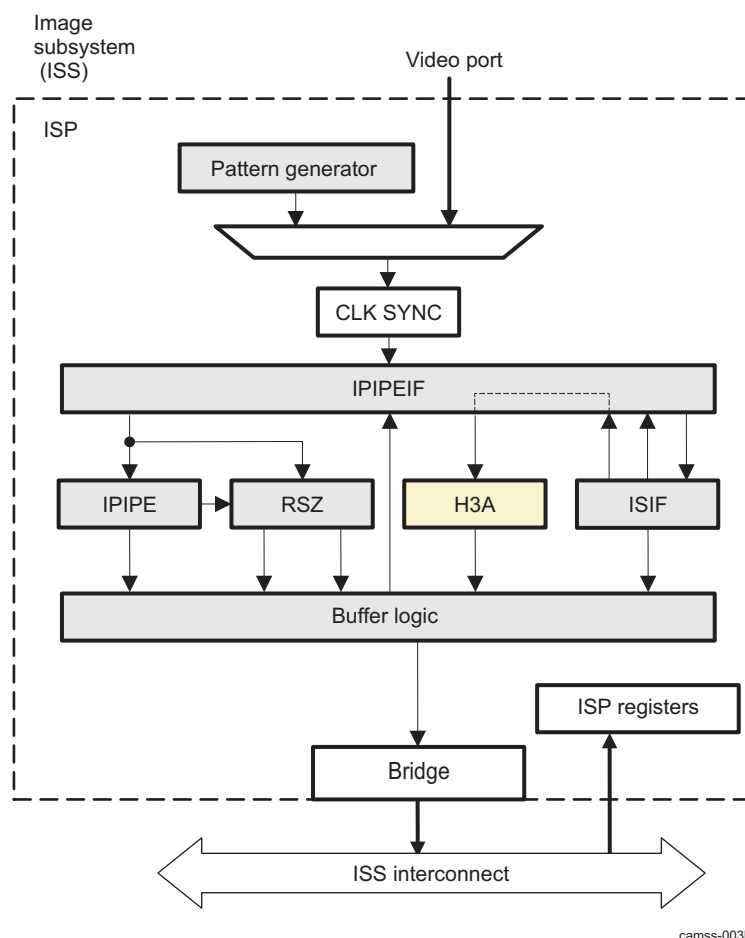 Image
subsystem
(ISS)
Video port
ISP
Pattern generator
CLK SYNC
IPIPEIF
IPIPE
RSZ
H3A
ISIF
Buffer logic
ISP registers
Bridge
ISS interconnect